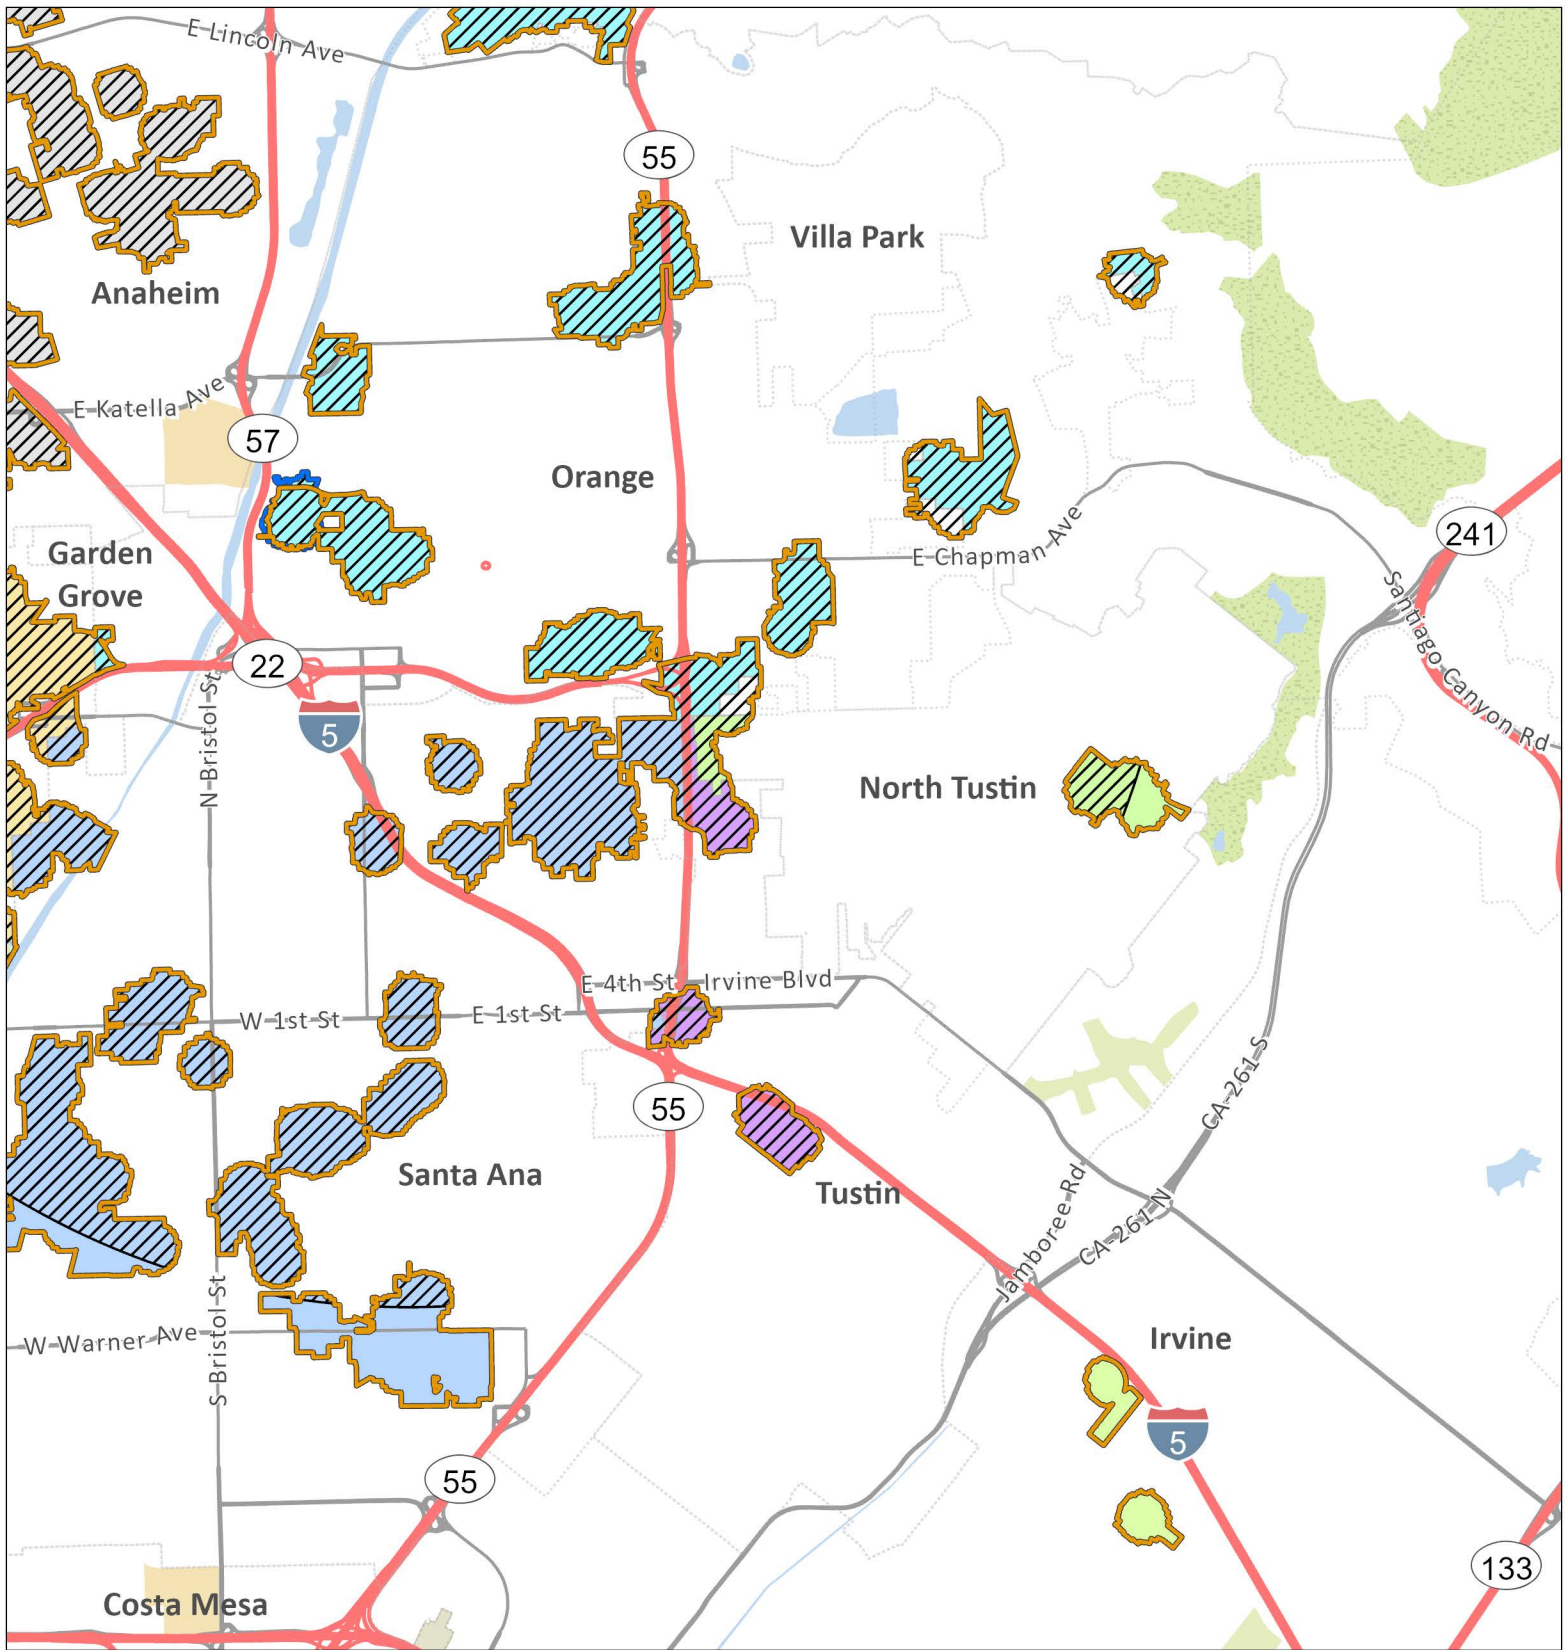 E Lincoln Ave
55
Villa Park
Anaheim
E Katella Ave
57
Orange
E Chapman Ave
241
Garden
Grove
Santiago Canyon Rd
22
N Bristol St
5
North Tustin
E 4th St
Irvine Blvd
W 1st St
E 1st St
CA-261 S
55
Santa Ana
Tustin
Jamboree Rd
CA-261 N
S Bristol St
W Warner Ave
Irvine
5
55
133
Costa Mesa